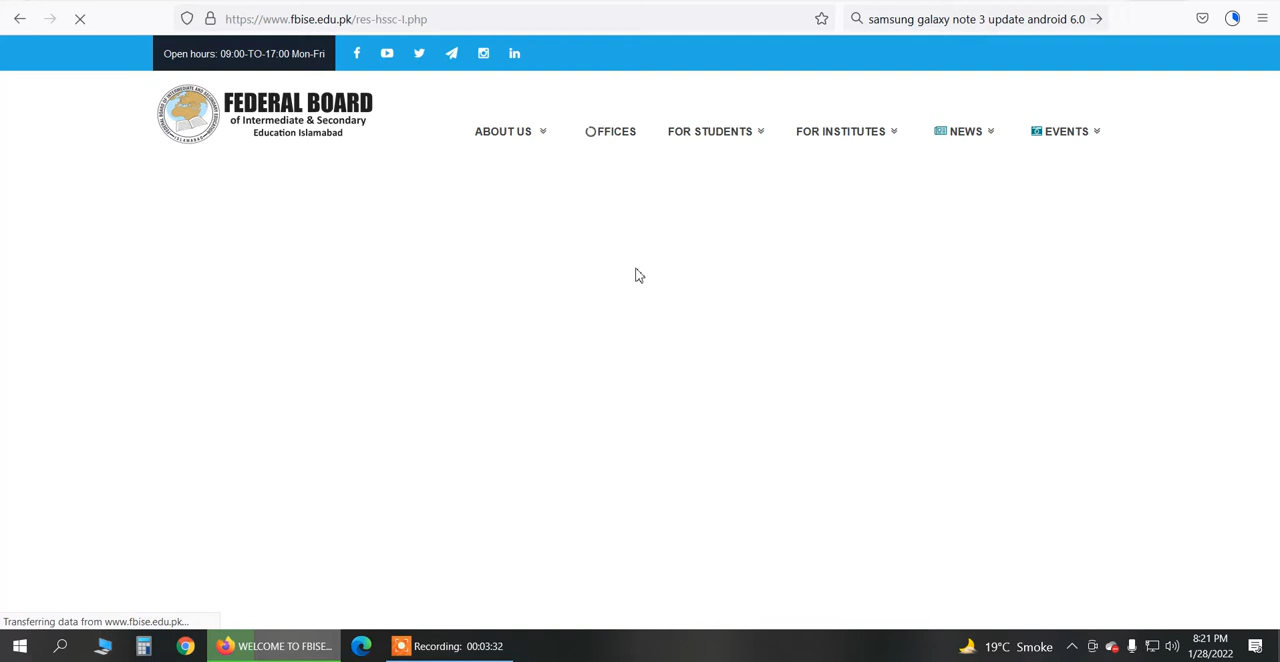 https://www.fbise.edu.pk/res-hssc-I.php
samsung galaxy note 3 update android 6.0
Open hours: 09:00-TO-17:00 Mon-Fri
FEDERAL BOARD
of Intermediate & Secondary
Education Islamabad
ABOUT US
OFFICES
FOR STUDENTS
FOR INSTITUTES
NEWS
EVENTS
Transferring data from www.fbise.edu.pk...
WELCOME TO FBISE...
Recording: 00:03:32
19°C Smoke
8:21 PM
1/28/2022